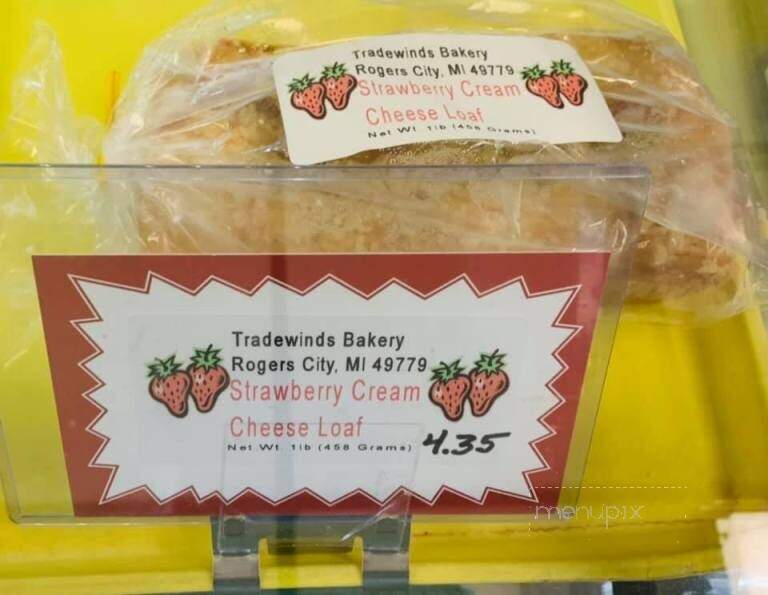 Tradewinds Bakery
Rogers City, MI 49779
Strawberry Cream
Cheese Loaf
Net Wt. 1lb (458 Grams)
Tradewinds Bakery
Rogers City, MI 49779
Strawberry Cream
Cheese Loaf
Net Wt. 1lb (458 Grams) 4.35
menupix